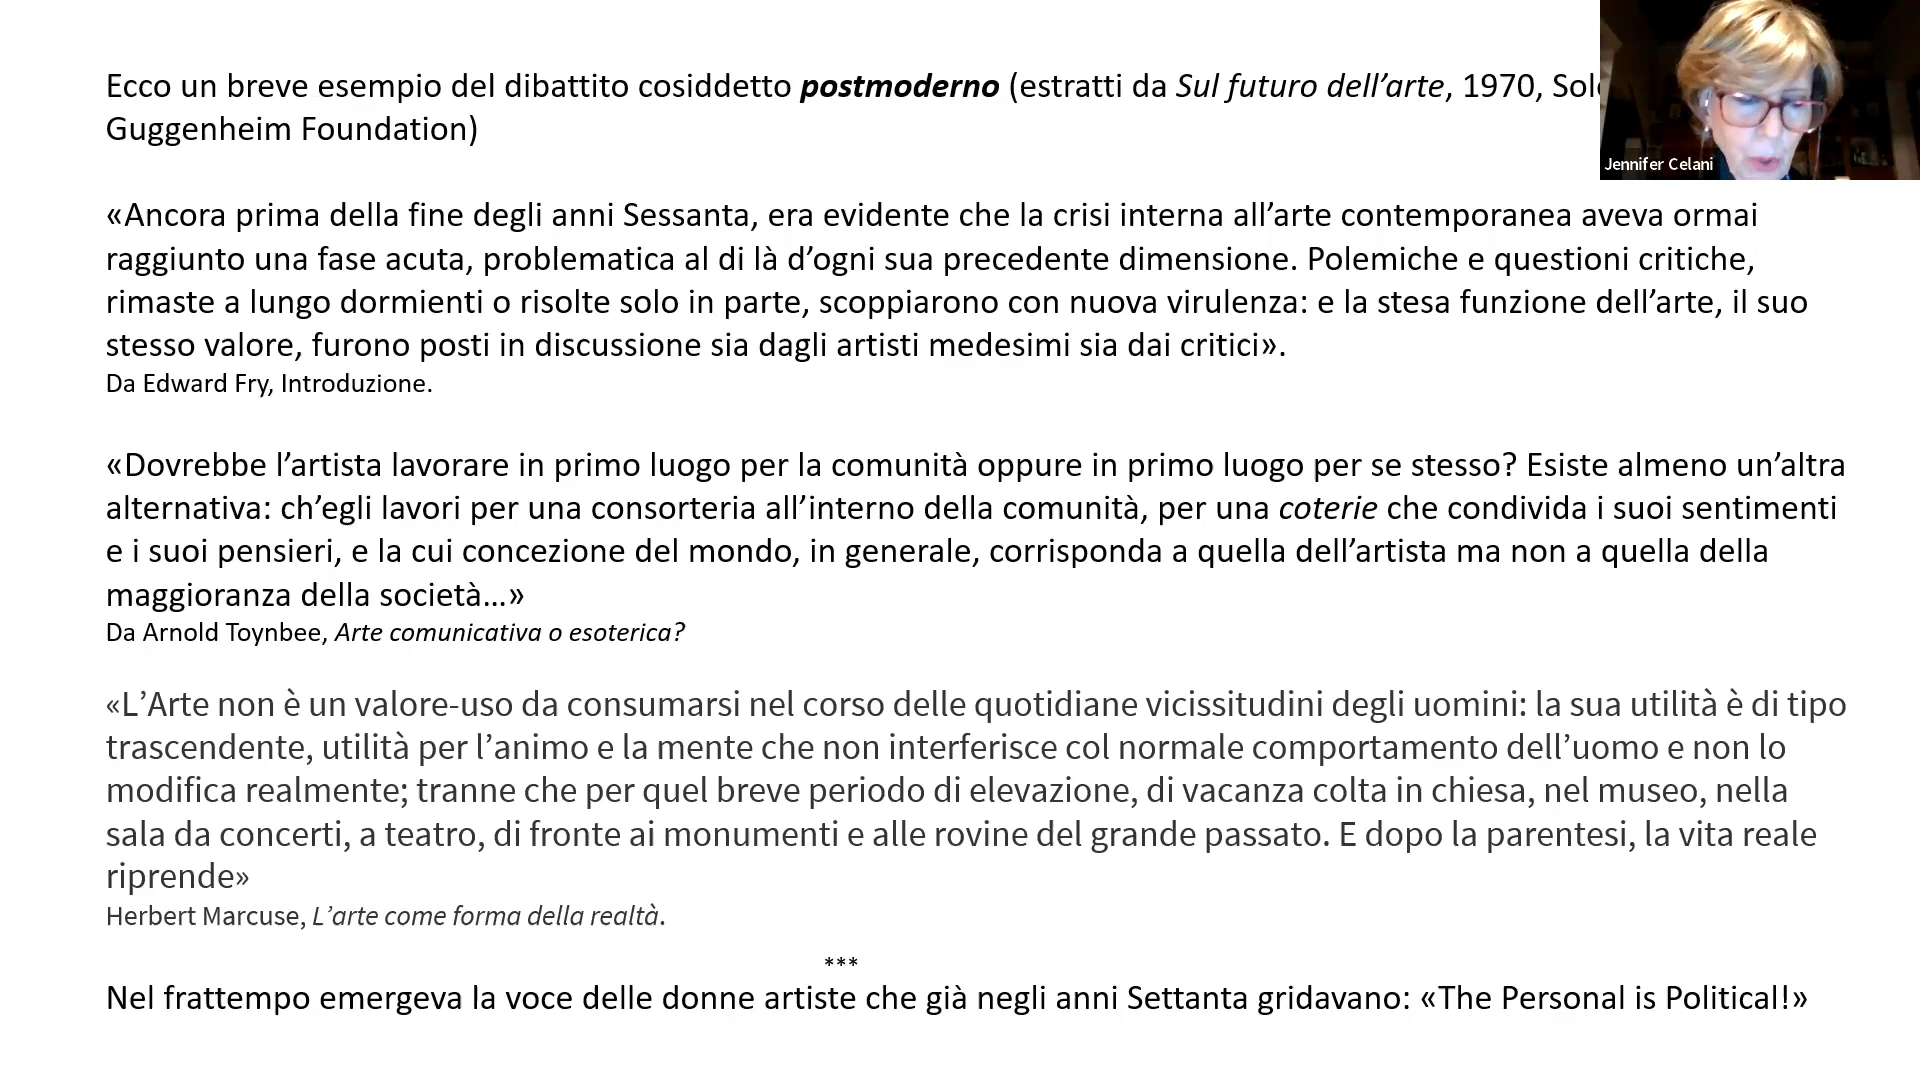 Ecco un breve esempio del dibattito cosiddetto postmoderno (estratti da Sul futuro dell’arte, 1970,
Guggenheim Foundation)
Jennifer Celani
«Ancora prima della fine degli anni Sessanta, era evidente che la crisi interna all’arte contemporanea aveva ormai
raggiunto una fase acuta, problematica al di là d’ogni sua precedente dimensione. Polemiche e questioni critiche,
rimaste a lungo dormienti o risolte solo in parte, scoppiarono con nuova virulenza: e la stesa funzione dell’arte, il suo
stesso valore, furono posti in discussione sia dagli artisti medesimi sia dai critici».
Da Edward Fry, Introduzione.
«Dovrebbe l’artista lavorare in primo luogo per la comunità oppure in primo luogo per se stesso? Esiste almeno un’altra
alternativa: ch’egli lavori per una consorteria all’interno della comunità, per una coterie che condivida i suoi sentimenti
e i suoi pensieri, e la cui concezione del mondo, in generale, corrisponda a quella dell’artista ma non a quella della
maggioranza della società…»
Da Arnold Toynbee, Arte comunicativa o esoterica?
«L’Arte non è un valore-uso da consumarsi nel corso delle quotidiane vicissitudini degli uomini: la sua utilità è di tipo
trascendente, utilità per l’animo e la mente che non interferisce col normale comportamento dell’uomo e non lo
modifica realmente; tranne che per quel breve periodo di elevazione, di vacanza colta in chiesa, nel museo, nella
sala da concerti, a teatro, di fronte ai monumenti e alle rovine del grande passato. E dopo la parentesi, la vita reale
riprende»
Herbert Marcuse, L’arte come forma della realtà.
***
Nel frattempo emergeva la voce delle donne artiste che già negli anni Settanta gridavano: «The Personal is Political!»